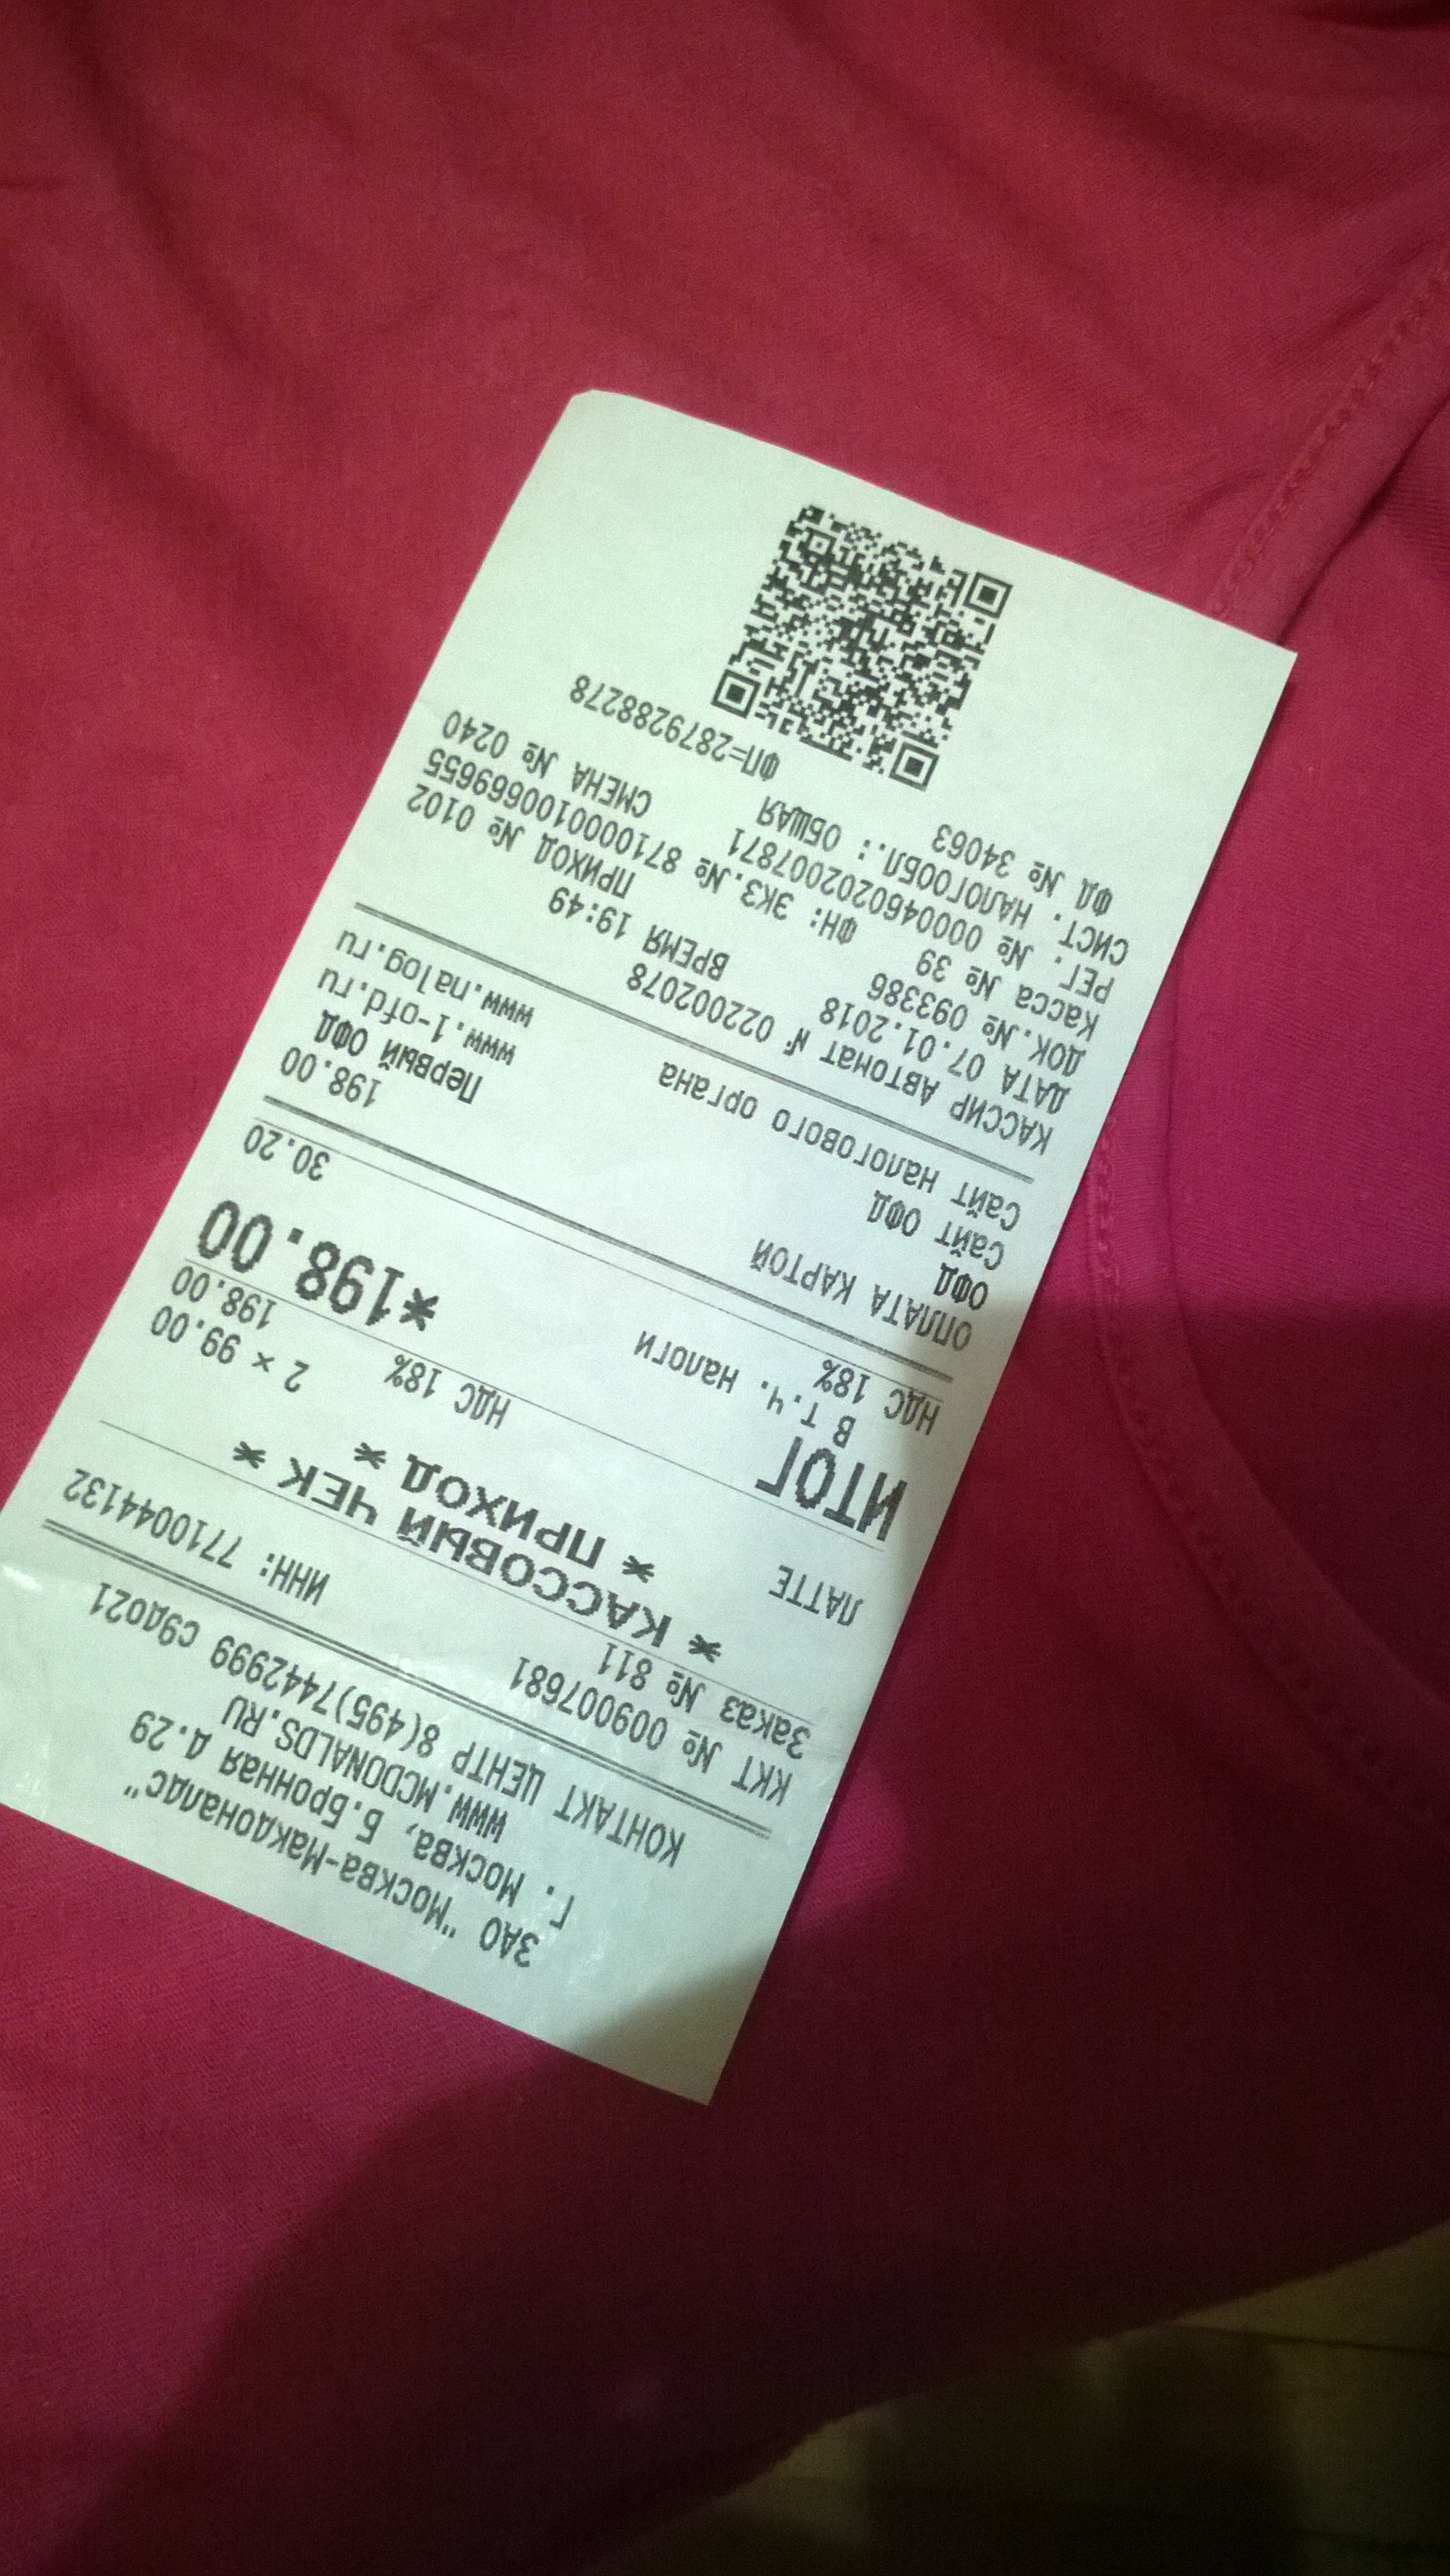 ЗАО "Москва-Макдоналдс"
Г. Москва, Б.Бронная д.29
WWW.MCDONALDS.RU
КОНТАКТ ЦЕНТР 8(495)7442999 с9до21
ККТ № 009007681 ИНН: 7710044132
Заказ № 811
* КАССОВЫЙ ЧЕК *
* ПРИХОД *
ЛАТТЕ 2 × 99.00
НДС 18% 198.00
ИТОГ *198.00
В т.ч. налоги
НДС 18% 30.20
ОПЛАТА КАРТОЙ 198.00
ОФД Первый ОФД
Сайт ОФД www.1-ofd.ru
Сайт налогового органа www.nalog.ru
КАССИР АВТОМАТ № 022002078
ДАТА 07.01.2018 ВРЕМЯ 19:49
ДОК.№ 093386 ПРИХОД № 0102
Касса № 39 ФН: ЭКЗ.№ 8710000100669655
РЕГ. № 0000460202007871 СМЕНА № 0240
СИСТ. НАЛОГООБЛ.: ОБЩАЯ
ФД № 34063 ФП=2879288278